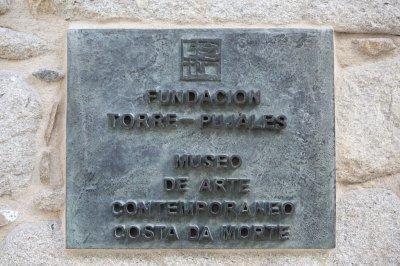 FUNDACION
TORRE-PUJALES
MUSEO
DE ARTE
CONTEMPORANEO
COSTA DA MORTE